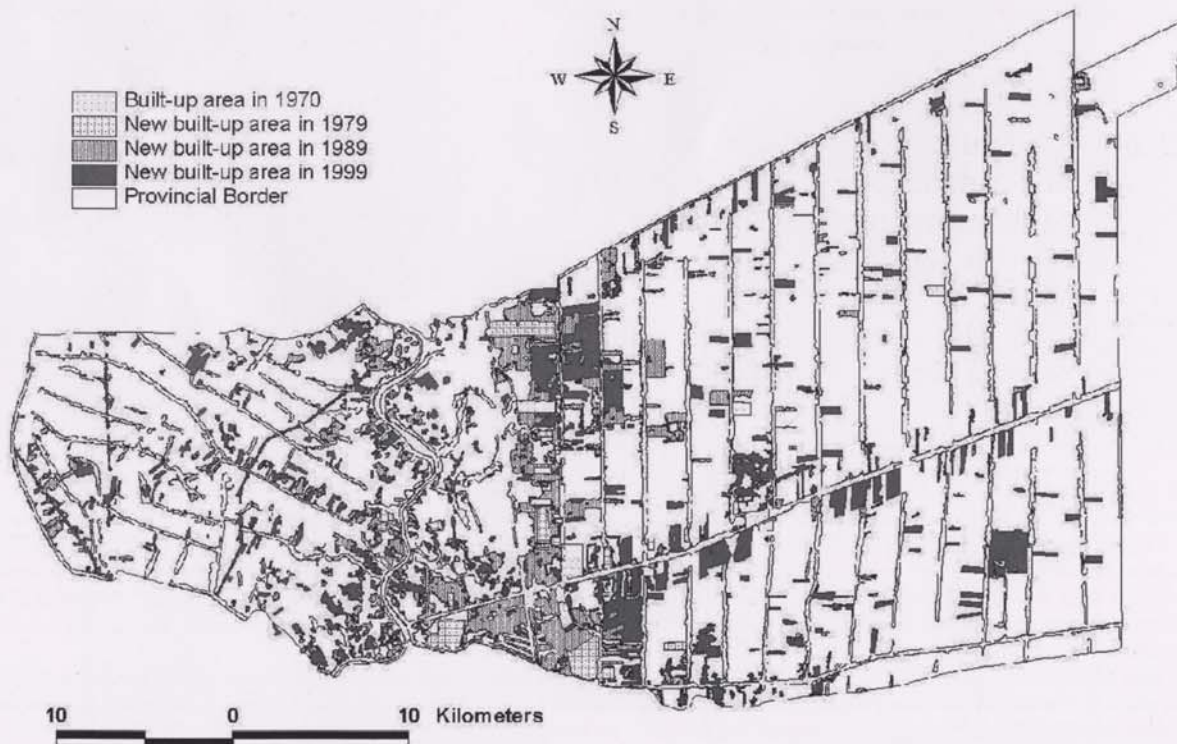 N
W E
S
Built-up area in 1970
New built-up area in 1979
New built-up area in 1989
New built-up area in 1999
Provincial Border
10 0 10 Kilometers